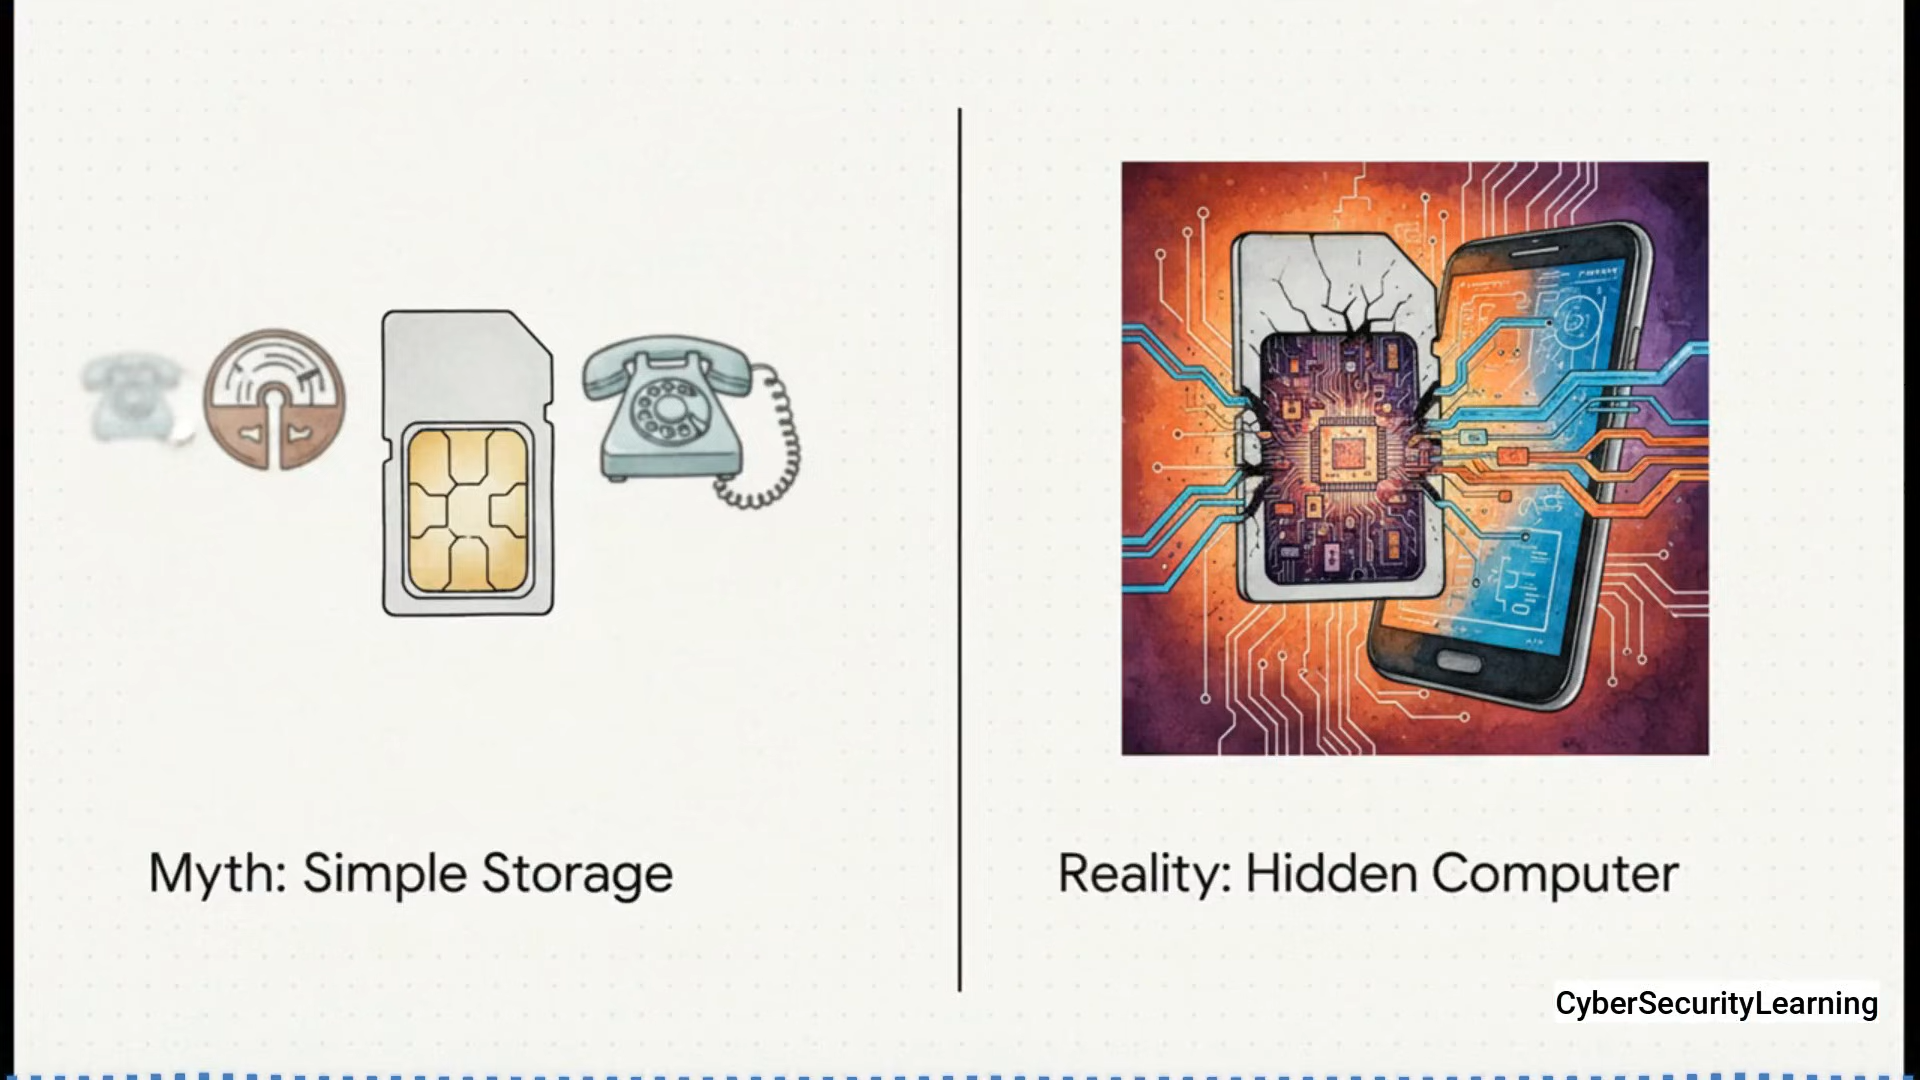 Myth: Simple Storage
Reality: Hidden Computer
CyberSecurityLearning